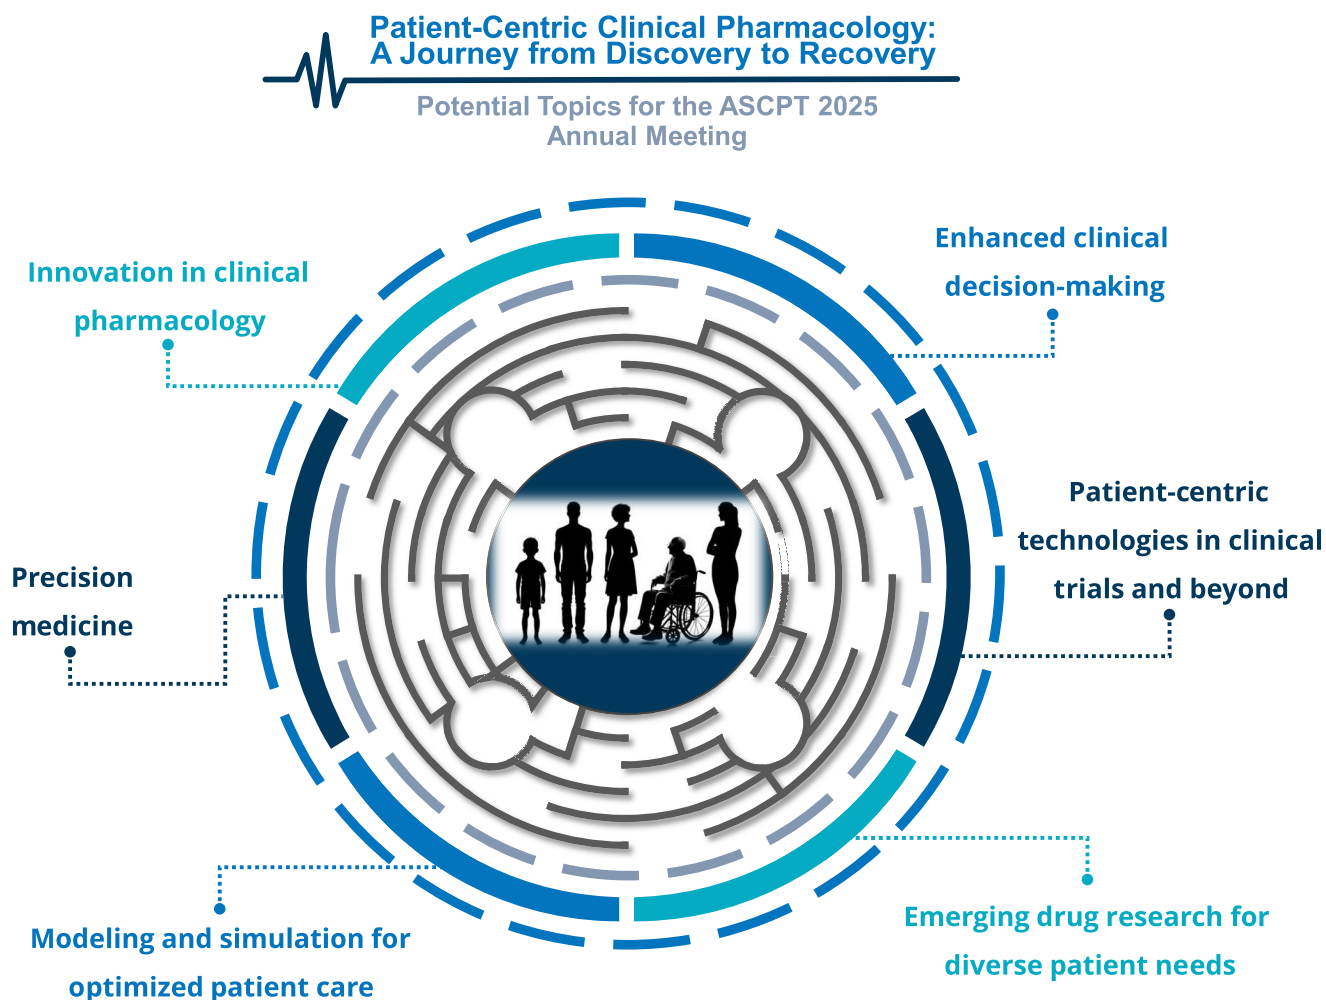 Patient-Centric Clinical Pharmacology:
A Journey from Discovery to Recovery
Potential Topics for the ASCPT 2025
Annual Meeting
Innovation in clinical
pharmacology
Enhanced clinical
decision-making
Precision
medicine
Patient-centric
technologies in clinical
trials and beyond
Modeling and simulation for
optimized patient care
Emerging drug research for
diverse patient needs